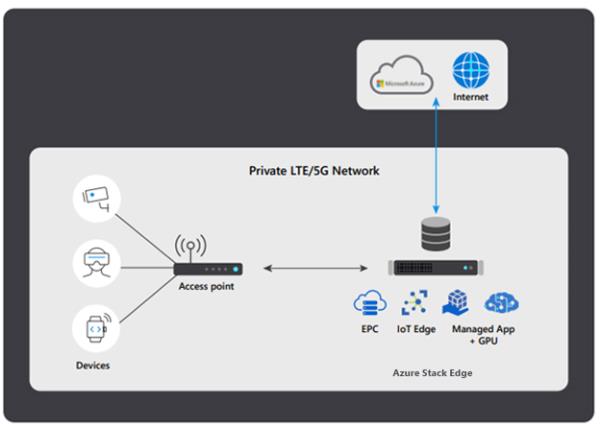 Microsoft Azure
Internet
Private LTE/5G Network
Access point
EPC
IoT Edge
Managed App
+ GPU
Devices
Azure Stack Edge